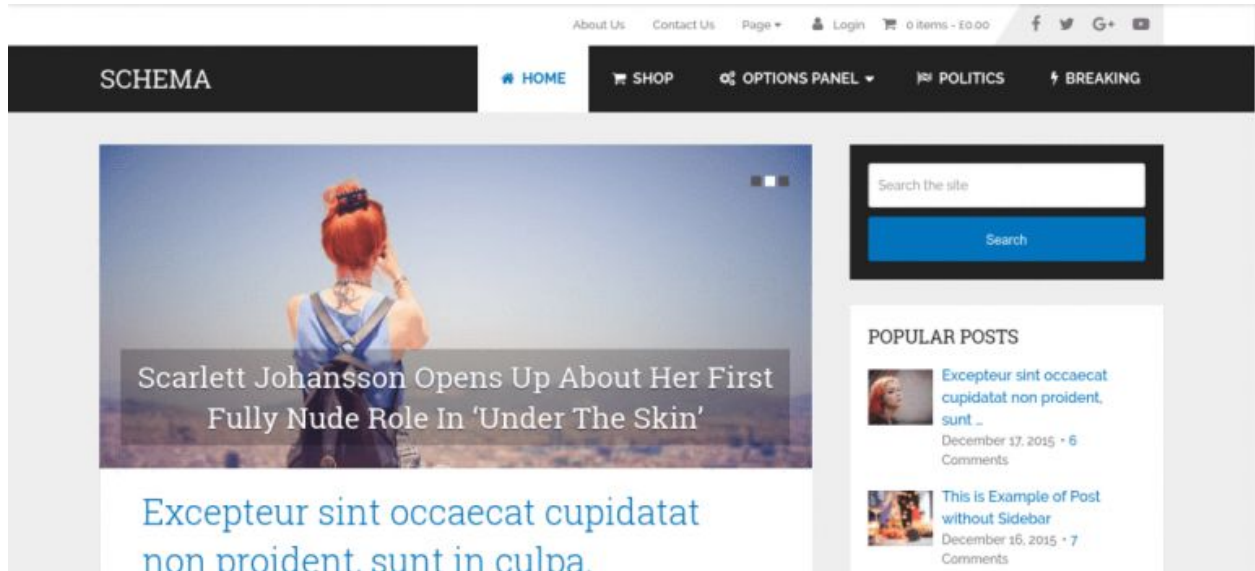 About Us Contact Us Page Login 0 items - £0.00 G+
SCHEMA HOME SHOP OPTIONS PANEL POLITICS BREAKING
Search the site
Search
Scarlett Johansson Opens Up About Her First
Fully Nude Role In ‘Under The Skin’
Excepteur sint occaecat cupidatat
non proident, sunt in culpa.
POPULAR POSTS
Excepteur sint occaecat
cupidatat non proident,
sunt ...
December 17, 2015 • 6
Comments
This is Example of Post
without Sidebar
December 16, 2015 • 7
Comments